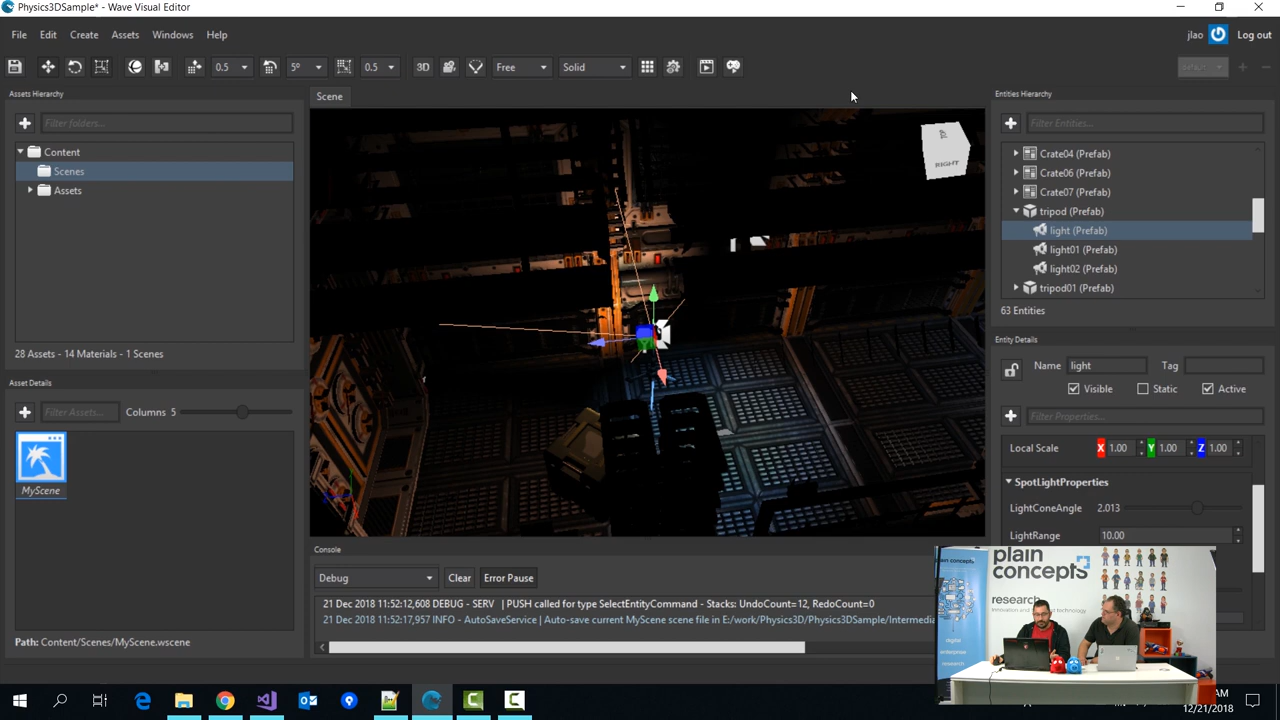 Physics3DSample* - Wave Visual Editor
File Edit Create Assets Windows Help
jlao Log out
0.5 5º 0.5 3D Free Solid default
Assets Hierarchy
Filter folders...
Content
Scenes
Assets
28 Assets - 14 Materials - 1 Scenes
Asset Details
Filter Assets... Columns 5
MyScene
Path: Content/Scenes/MyScene.wscene
Scene
RIGHT
Console
Debug Clear Error Pause
21 Dec 2018 11:52:12,608 DEBUG - SERV | PUSH called for type SelectEntityCommand - Stacks: UndoCount=12, RedoCount=0
21 Dec 2018 11:52:17,957 INFO - AutoSaveService | Auto-save current MyScene scene file in E:/work/Physics3D/Physics3DSample/Intermedia
Entities Hierarchy
Filter Entities...
Crate04 (Prefab)
Crate06 (Prefab)
Crate07 (Prefab)
tripod (Prefab)
light (Prefab)
light01 (Prefab)
light02 (Prefab)
tripod01 (Prefab)
63 Entities
Entity Details
Name light Tag
Visible Static Active
Filter Properties...
Local Scale X 1.00 Y 1.00 Z 1.00
SpotLightProperties
LightConeAngle 2.013
LightRange 10.00
plain
concepts
research
digital
enterprise
research
AM
12/21/2018